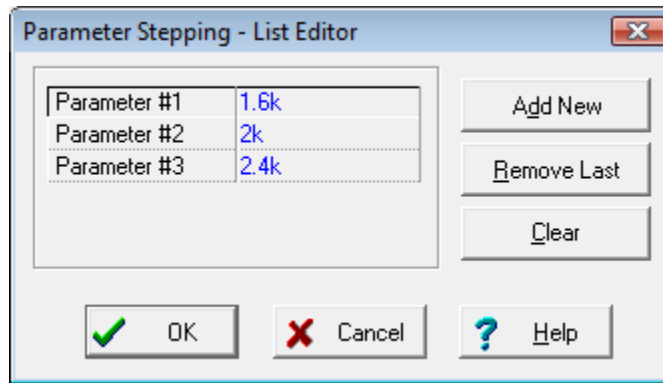 Parameter Stepping - List Editor
Parameter #1 1.6k
Parameter #2 2k
Parameter #3 2.4k
Add New
Remove Last
Clear
OK Cancel Help